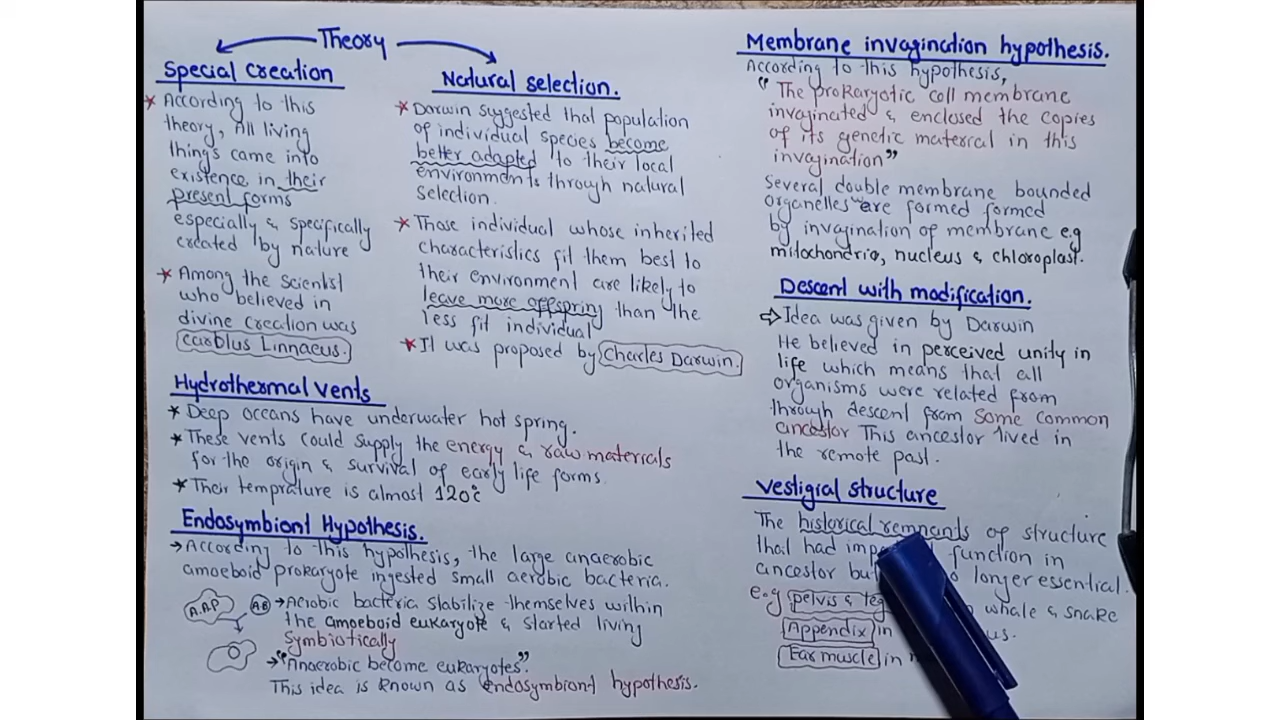 Theory
Special creation
* According to this
theory, All living
things came into
existence in their
present forms
especially & specifically
created by nature
* Among the scientist
who believed in
divine creation was
carolus Linnaeus.
Natural selection.
* Darwin suggested that population
of individual species become
better adapted to their local
environments through natural
selection.
* Those individual whose inherited
characteristics fit them best to
their environment are likely to
leave more offspring than the
less fit individual
* It was proposed by Charles Darwin.
Hydrothermal vents
* Deep oceans have underwater hot spring.
* These vents could supply the energy & raw materials
for the origin & survival of early life forms.
* Their temprature is almost 120°c
Endosymbiont Hypothesis.
→ According to this hypothesis, the large anaerobic
amoeboid prokaryote ingested small aerobic bacteria.
A.A.P AB → Aerobic bacteria stabilize themselves within
the amoeboid eukaryote & started living
Symbiotically
→ "Anaerobic become eukaryotes".
This idea is known as endosymbiont hypothesis.
Membrane invagination hypothesis.
According to this hypothesis,
"The prokaryotic cell membrane
invaginated & enclosed the copies
of its genetic material in this
invagination"
Several double membrane bounded
organelles were formed formed
by invagination of membrane e.g
mitochondria, nucleus & chloroplast.
Descent with modification.
⇒ Idea was given by Darwin
He believed in perceived unity in
life which means that all
organisms were related from
through descent from some common
ancestor This ancestor lived in
the remote past.
Vestigial structure
The historical remnants of structure
that had function in
ancestor longer essential.
e.g pelvis & whale & snake
Appendix in
Ear muscle in